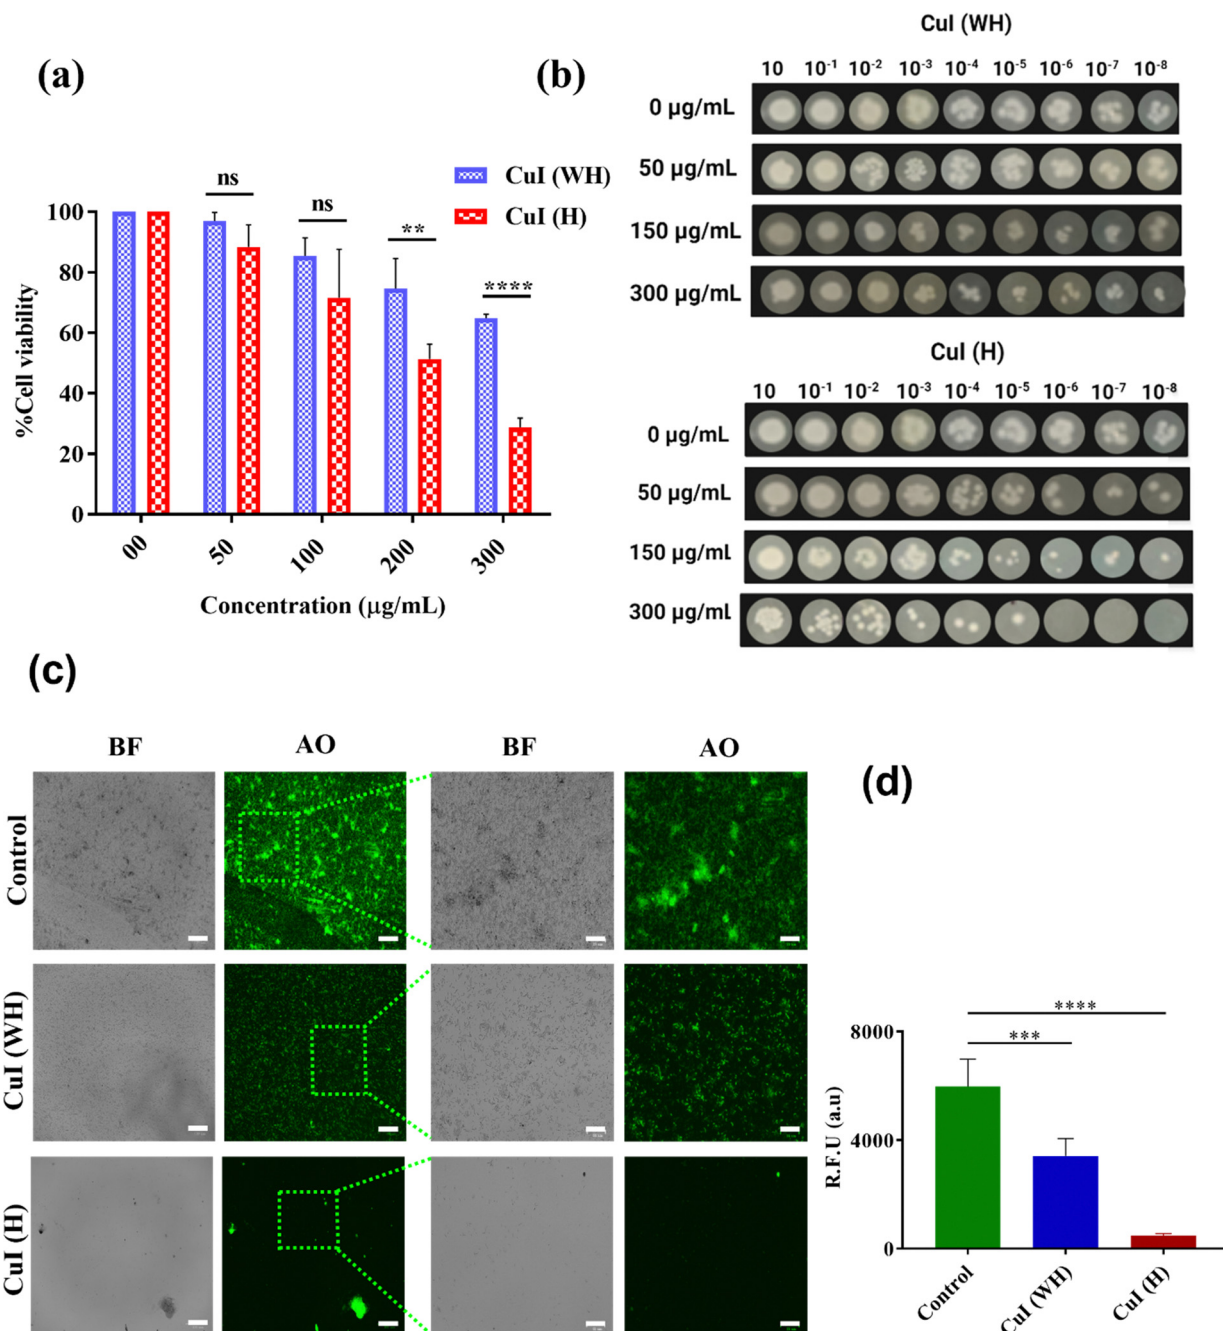 (a)
ns
ns
**
****
CuI (WH)
CuI (H)
100
80
60
40
20
0
%Cell viability
00
50
100
200
300
Concentration (μg/mL)
(b)
CuI (WH)
10 10-1 10-2 10-3 10-4 10-5 10-6 10-7 10-8
0 μg/mL
50 μg/mL
150 μg/mL
300 μg/mL
CuI (H)
10 10-1 10-2 10-3 10-4 10-5 10-6 10-7 10-8
0 μg/mL
50 μg/mL
150 μg/mL
300 μg/mL
(c)
BF AO BF AO
Control
CuI (WH)
CuI (H)
(d)
****
***
8000
4000
0
R.F.U (a.u)
Control
CuI (WH)
CuI (H)